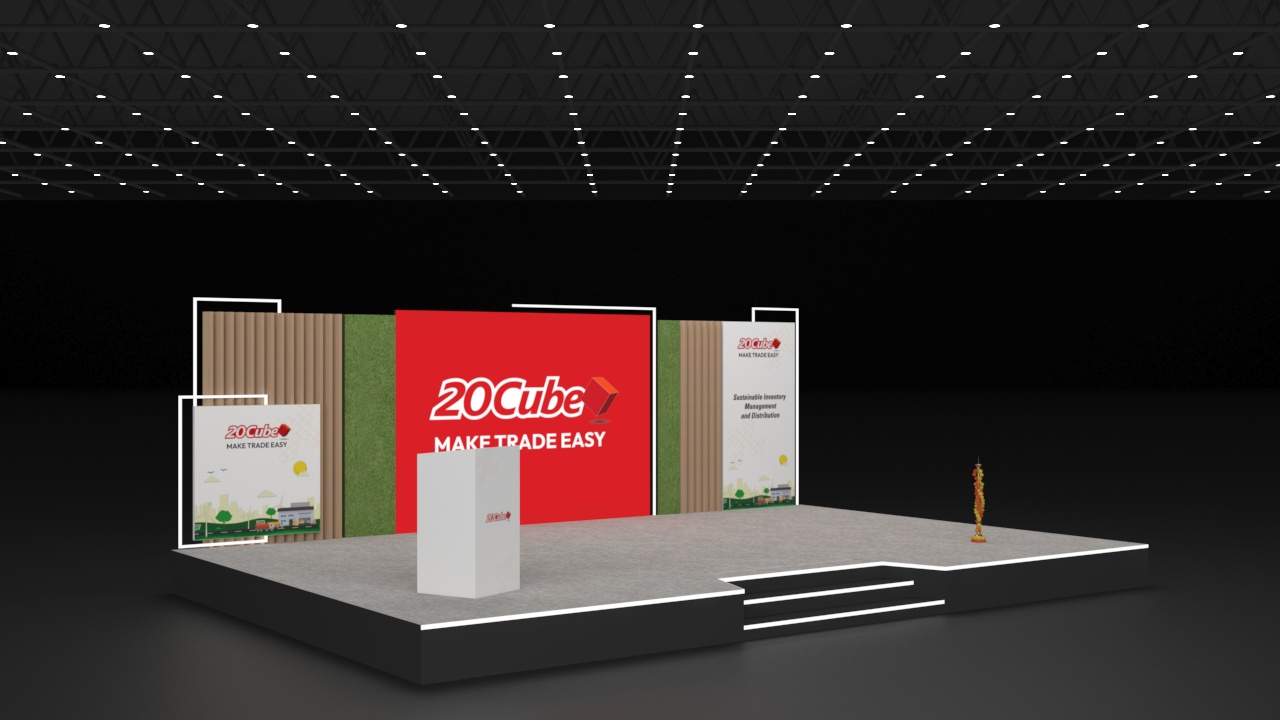 20Cube
MAKE TRADE EASY
20Cube
MAKE TRADE EASY
20Cube
MAKE TRADE EASY
Sustainable Inventory
Management
and Distribution
20Cube